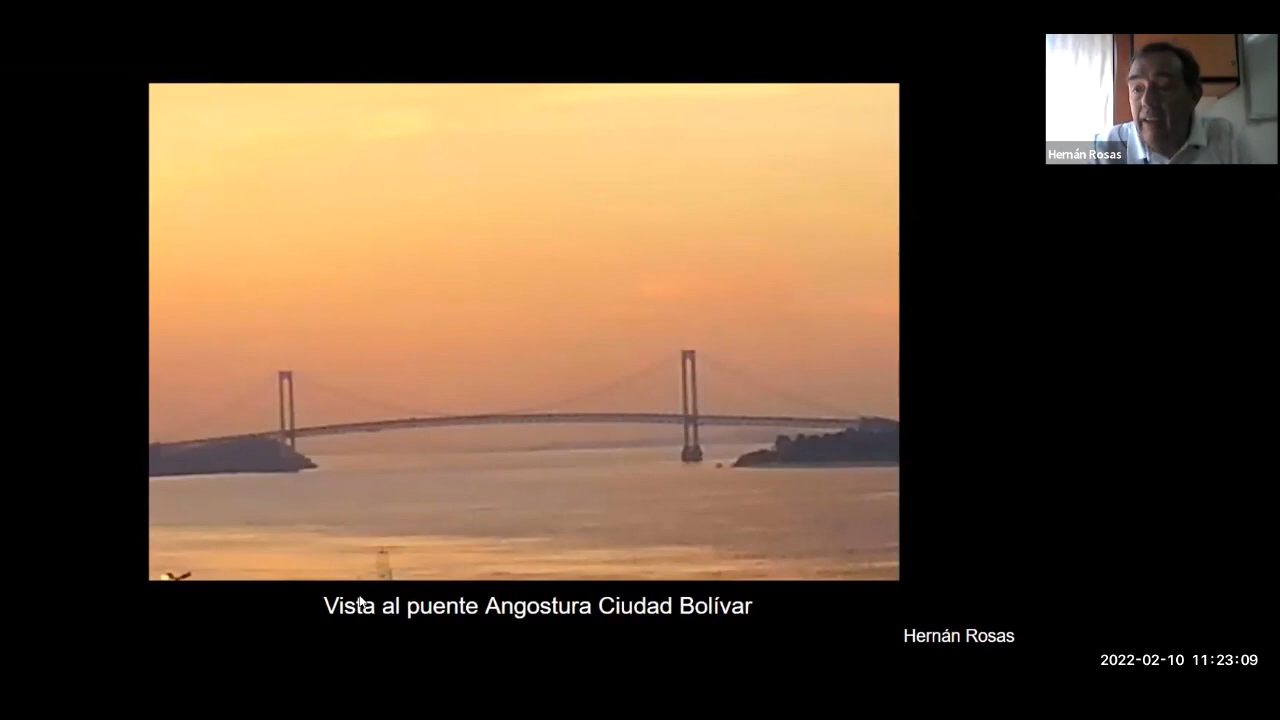 Hernán Rosas
Vista al puente Angostura Ciudad Bolívar
Hernán Rosas
2022-02-10 11:23:09